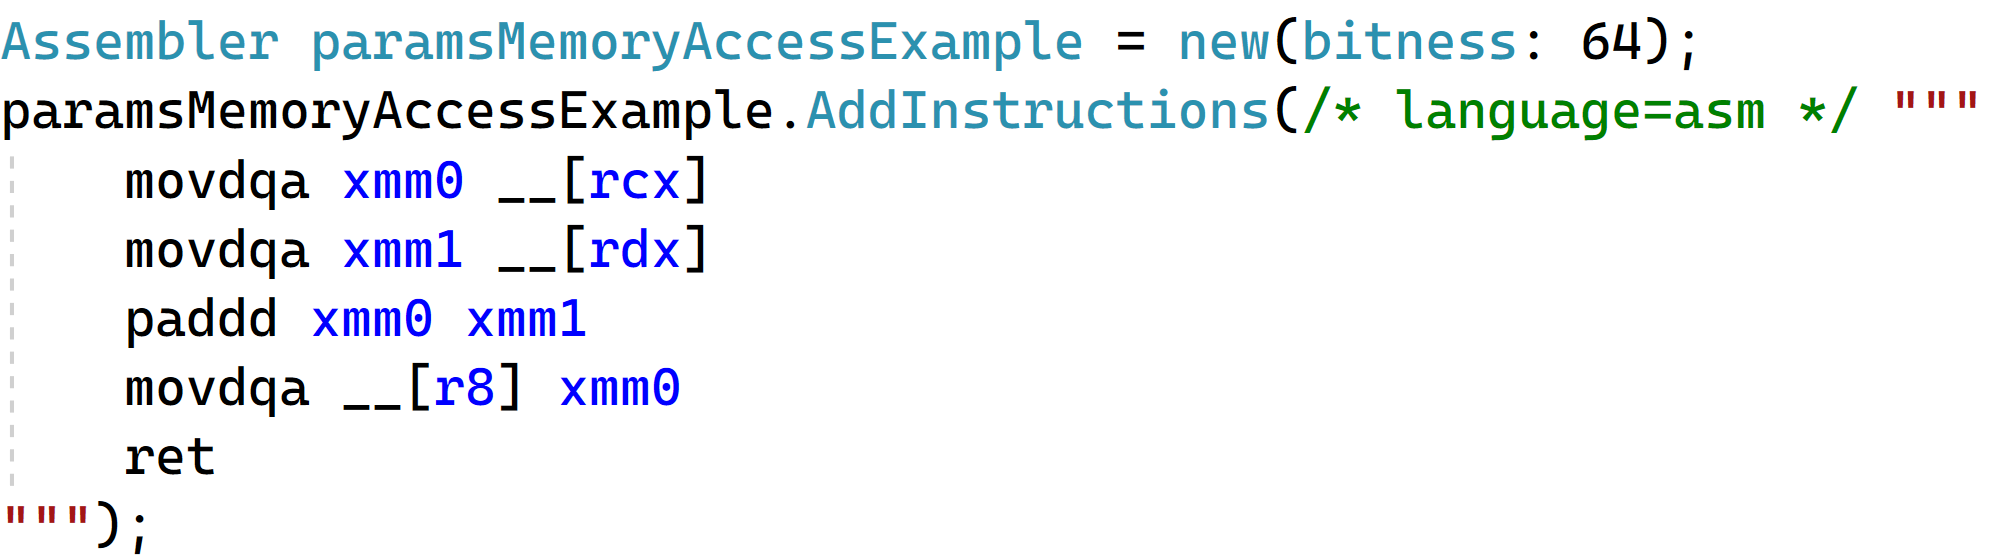 Assembler paramsMemoryAccessExample = new(bitness: 64);
paramsMemoryAccessExample.AddInstructions(/* language=asm */ """
    movdqa xmm0 __[rcx]
    movdqa xmm1 __[rdx]
    paddd xmm0 xmm1
    movdqa __[r8] xmm0
    ret
""");